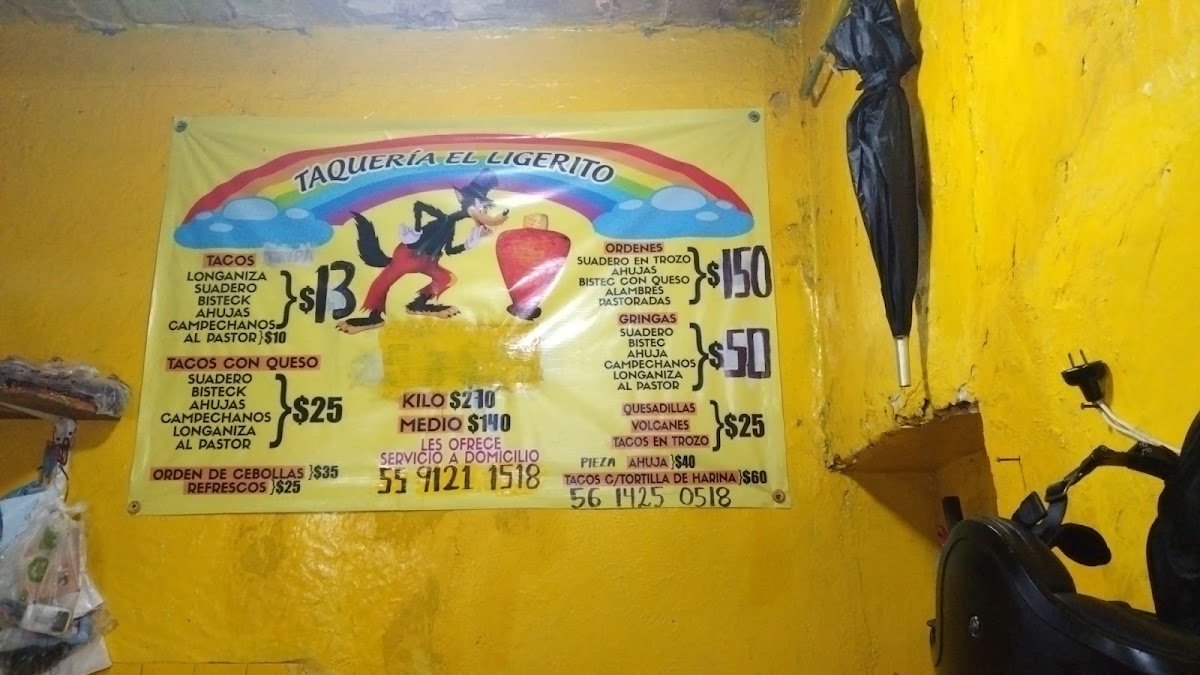 TAQUERÍA EL LIGERITO
TACOS
LONGANIZA
SUADERO
BISTECK
AHUJAS
CAMPECHANOS
$13
AL PASTOR $10
TACOS CON QUESO
SUADERO
BISTECK
AHUJAS
CAMPECHANOS
LONGANIZA
AL PASTOR
$25
ORDEN DE CEBOLLAS $35
REFRESCOS $25
KILO $270
MEDIO $140
LES OFRECE
SERVICIO A DOMICILIO
55 9121 1518
ORDENES
SUADERO EN TROZO
AHUJAS
BISTEC CON QUESO
ALAMBRES
PASTORADAS
$150
GRINGAS
SUADERO
BISTEC
AHUJA
CAMPECHANOS
LONGANIZA
AL PASTOR
$50
QUESADILLAS
VOLCANES
TACOS EN TROZO
$25
PIEZA AHUJA $40
TACOS C/TORTILLA DE HARINA $60
56 1425 0518